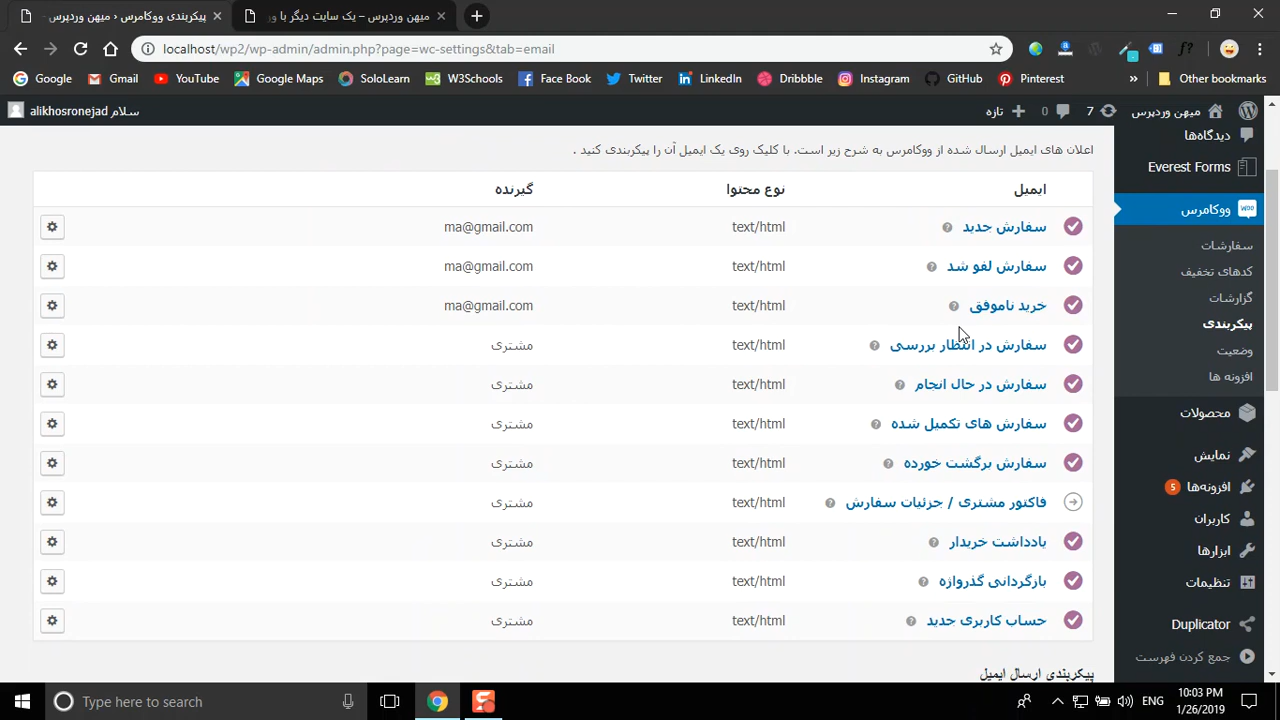 پیکربندی ووکامرس ‹ میهن وردپرس
میهن وردپرس – یک سایت دیگر با ور
localhost/wp2/wp-admin/admin.php?page=wc-settings&tab=email
Google
Gmail
YouTube
Google Maps
SoloLearn
W3Schools
Face Book
Twitter
LinkedIn
Dribbble
Instagram
GitHub
Pinterest
»
Other bookmarks
میهن وردپرس
7
0
تازه
سلام alikhosronejad
دیدگاه‌ها
Everest Forms
ووکامرس
سفارشات
کدهای تخفیف
گزارشات
پیکربندی
وضعیت
افزونه ها
محصولات
نمایش
افزونه‌ها 5
کاربران
ابزارها
تنظیمات
Duplicator
جمع کردن فهرست
اعلان های ایمیل ارسال شده از ووکامرس به شرح زیر است. با کلیک روی یک ایمیل آن را پیکربندی کنید .
ایمیل نوع محتوا گیرنده
سفارش جدید text/html ma@gmail.com
سفارش لغو شد text/html ma@gmail.com
خرید ناموفق text/html ma@gmail.com
سفارش در انتظار بررسی text/html مشتری
سفارش در حال انجام text/html مشتری
سفارش های تکمیل شده text/html مشتری
سفارش برگشت خورده text/html مشتری
فاکتور مشتری / جزئیات سفارش text/html مشتری
یادداشت خریدار text/html مشتری
بازگردانی گذرواژه text/html مشتری
حساب کاربری جدید text/html مشتری
پیکربندی ارسال ایمیل
Type here to search
ENG
10:03 PM
1/26/2019